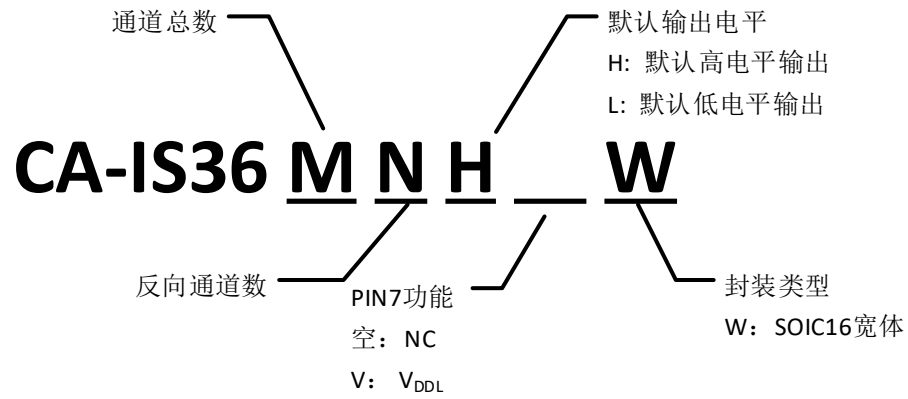 通道总数
默认输出电平
H: 默认高电平输出
L: 默认低电平输出
CA-IS36 M N H W
反向通道数
PIN7功能
空：NC
V： VDDL
封装类型
W：SOIC16宽体